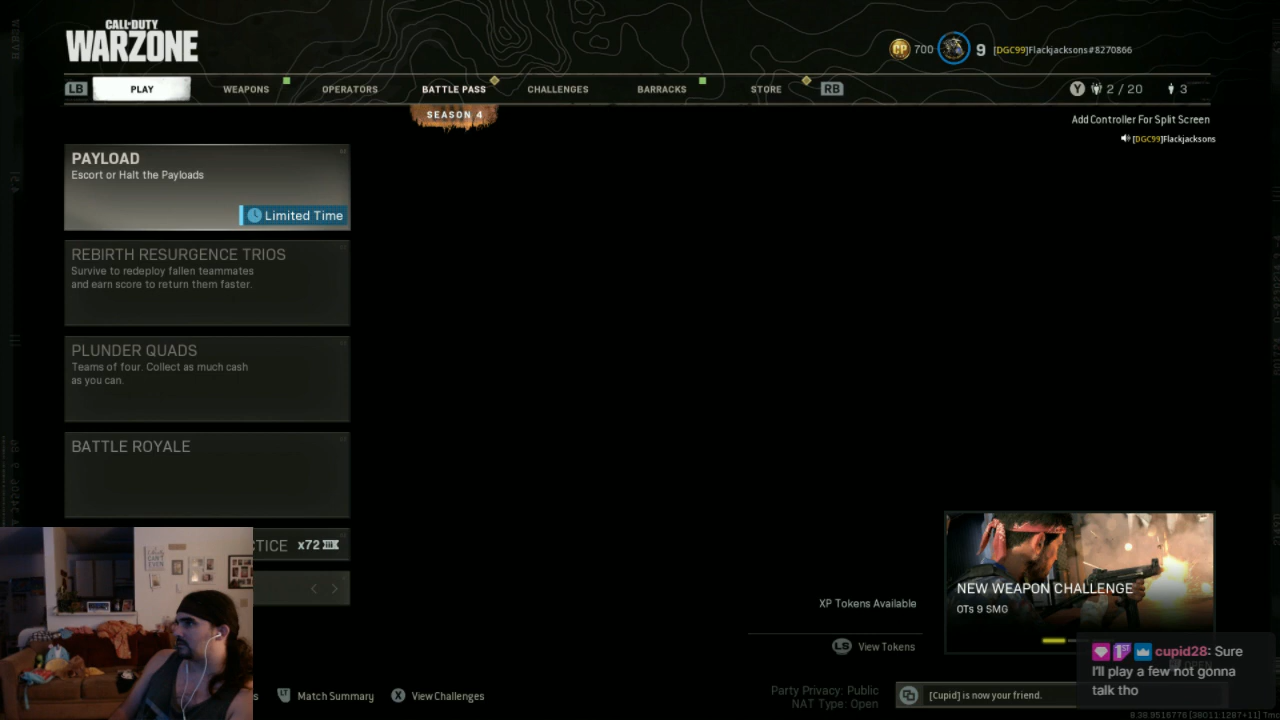 CALL OF DUTY
WARZONE
CP 700 9 [DGC99]Flackjacksons#8270866
LB PLAY WEAPONS OPERATORS BATTLE PASS CHALLENGES BARRACKS STORE RB Y 2 / 20 3
SEASON 4
Add Controller For Split Screen
[DGC99]Flackjacksons
PAYLOAD
Escort or Halt the Payloads
Limited Time
REBIRTH RESURGENCE TRIOS
Survive to redeploy fallen teammates
and earn score to return them faster.
PLUNDER QUADS
Teams of four. Collect as much cash
as you can.
BATTLE ROYALE
CTICE x72
XP Tokens Available
LS View Tokens
NEW WEAPON CHALLENGE
OTs 9 SMG
cupid28: Sure
I'll play a few not gonna
talk tho
s LT Match Summary X View Challenges
Party Privacy: Public
NAT Type: Open
[Cupid] is now your friend.